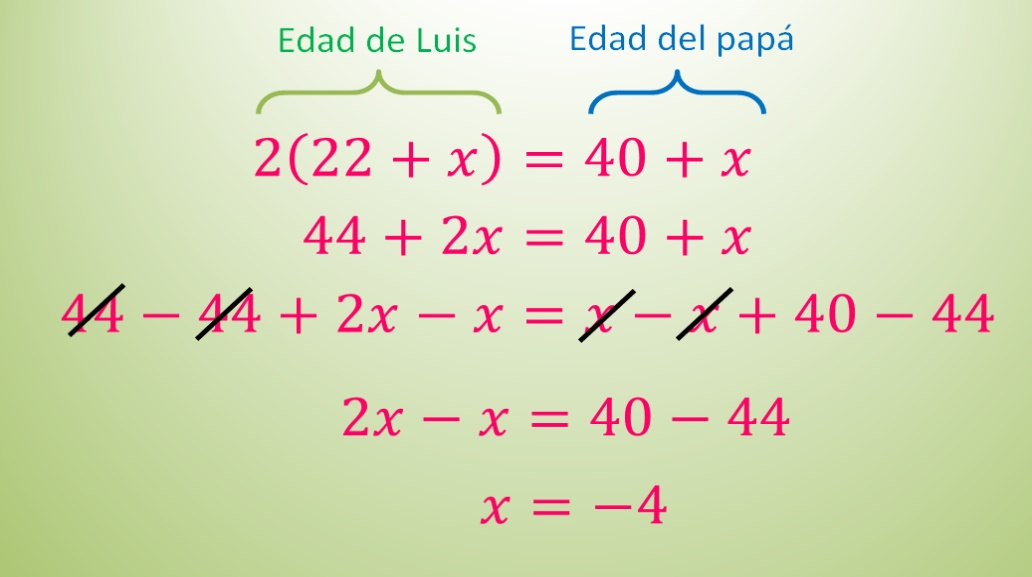 Edad de Luis Edad del papá
2(22 + x) = 40 + x
44 + 2x = 40 + x
44 − 44 + 2x − x = x − x + 40 − 44
2x − x = 40 − 44
x = −4